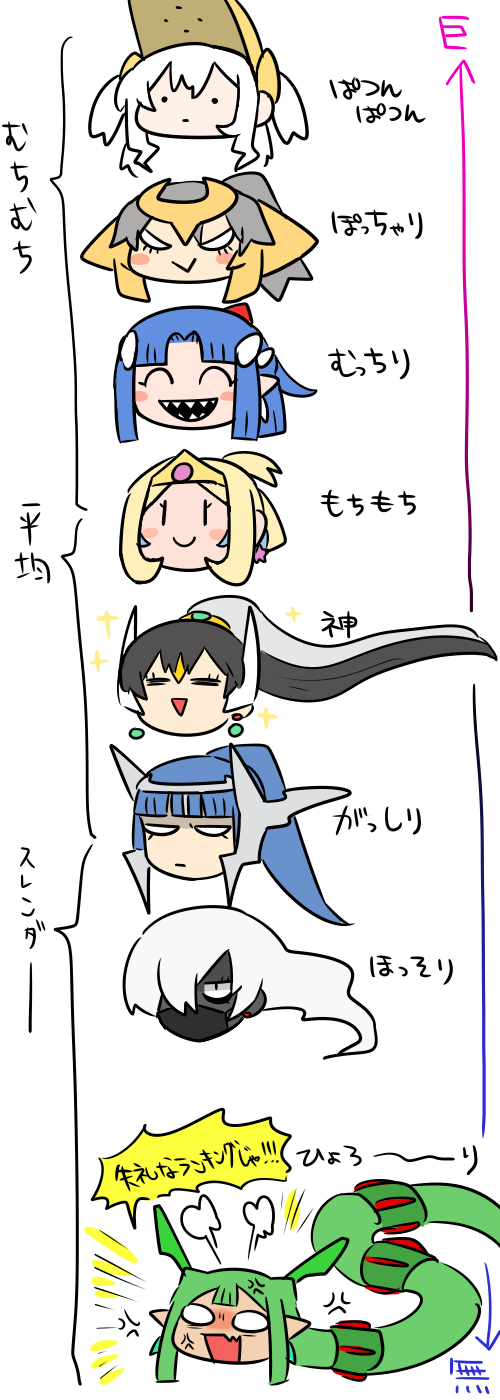 巨
ぱつん
ぱつん
むちむち
ぽっちゃり
むっちり
もちもち
平均
神
がっしり
スレンダー
ほっそり
ひょろ――り
失礼なランキングじゃ!!!
無